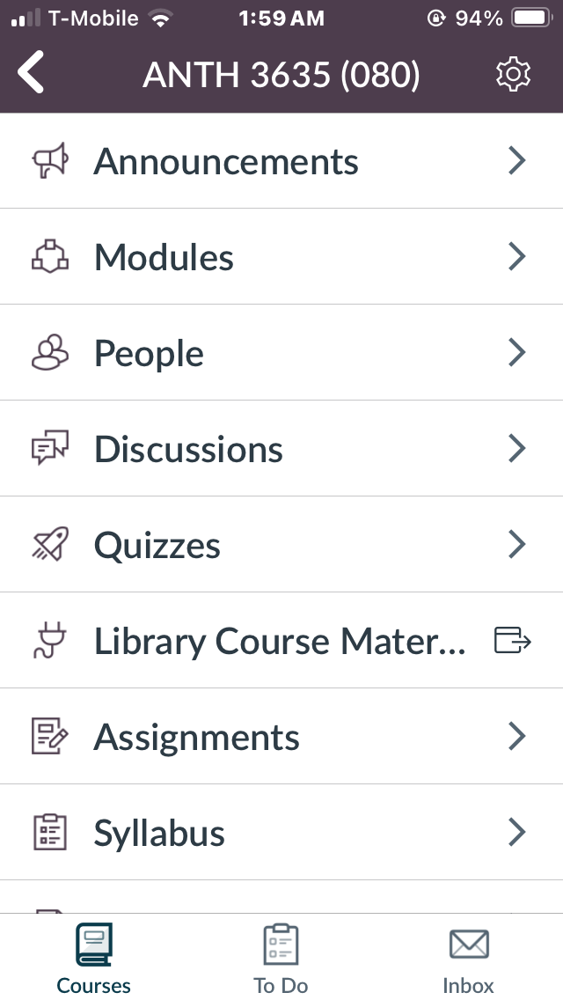 T-Mobile 1:59 AM 94%
ANTH 3635 (080)
Announcements
Modules
People
Discussions
Quizzes
Library Course Mater...
Assignments
Syllabus
Courses To Do Inbox